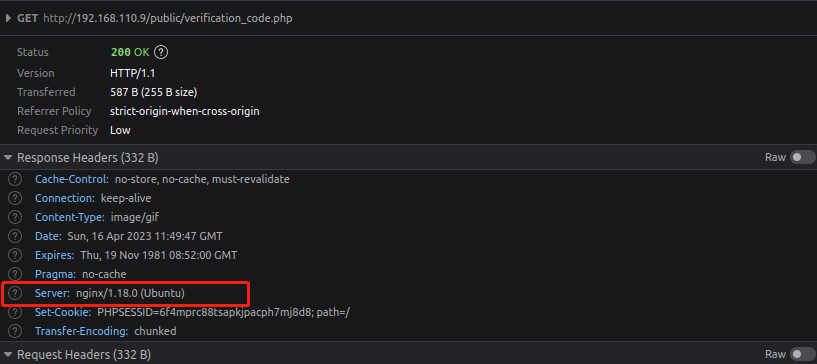 GET http://192.168.110.9/public/verification_code.php
Status 200 OK ?
Version HTTP/1.1
Transferred 587 B (255 B size)
Referrer Policy strict-origin-when-cross-origin
Request Priority Low
Response Headers (332 B) Raw
? Cache-Control: no-store, no-cache, must-revalidate
? Connection: keep-alive
? Content-Type: image/gif
? Date: Sun, 16 Apr 2023 11:49:47 GMT
? Expires: Thu, 19 Nov 1981 08:52:00 GMT
? Pragma: no-cache
? Server: nginx/1.18.0 (Ubuntu)
? Set-Cookie: PHPSESSID=6f4mprc88tsapkjpacph7mj8d8; path=/
? Transfer-Encoding: chunked
Request Headers (332 B) Raw